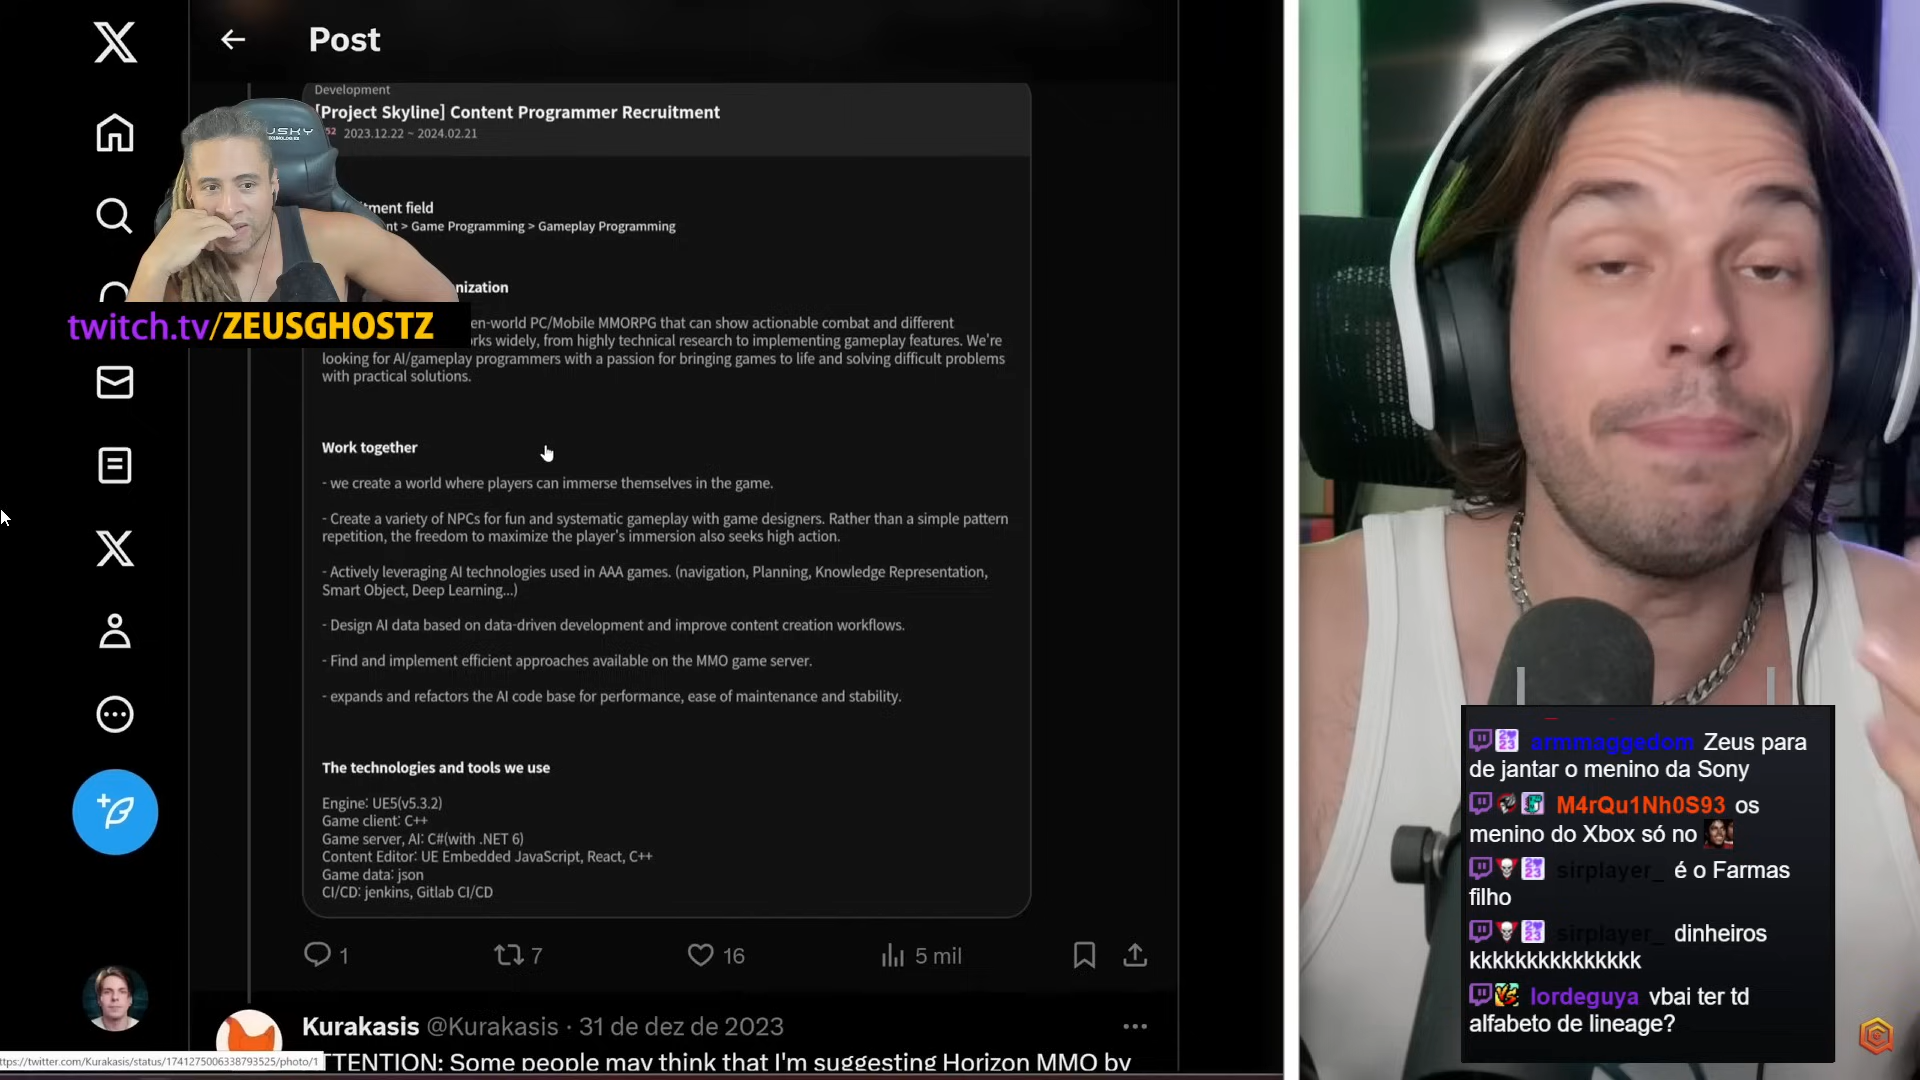 Post
Development
[Project Skyline] Content Programmer Recruitment
52 2023.12.22 ~ 2024.02.21
tment field
nt > Game Programming > Gameplay Programming
nization
en-world PC/Mobile MMORPG that can show actionable combat and different
rks widely, from highly technical research to implementing gameplay features. We're
looking for AI/gameplay programmers with a passion for bringing games to life and solving difficult problems
with practical solutions.
USKY
twitch.tv/ZEUSGHOSTZ
Work together
- we create a world where players can immerse themselves in the game.
- Create a variety of NPCs for fun and systematic gameplay with game designers. Rather than a simple pattern
repetition, the freedom to maximize the player's immersion also seeks high action.
- Actively leveraging AI technologies used in AAA games. (navigation, Planning, Knowledge Representation,
Smart Object, Deep Learning...)
- Design AI data based on data-driven development and improve content creation workflows.
- Find and implement efficient approaches available on the MMO game server.
- expands and refactors the AI code base for performance, ease of maintenance and stability.
The technologies and tools we use
Engine: UE5(v5.3.2)
Game client: C++
Game server, AI: C#(with .NET 6)
Content Editor: UE Embedded JavaScript, React, C++
Game data: json
CI/CD: jenkins, Gitlab CI/CD
1 7 16 5 mil
Kurakasis @Kurakasis · 31 de dez de 2023
TTENTION: Some people may think that I'm suggesting Horizon MMO by
https://twitter.com/Kurakasis/status/1741275006338793525/photo/1
armmaggedom Zeus para
de jantar o menino da Sony
M4rQu1Nh0S93 os
menino do Xbox só no
sirplayer_ é o Farmas
filho
sirplayer_ dinheiros
kkkkkkkkkkkkkkk
lordeguya vbai ter td
alfabeto de lineage?